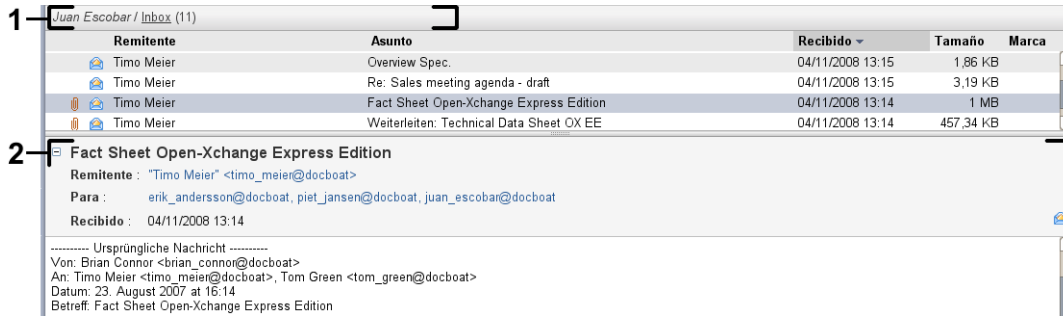 1
Juan Escobar / Inbox (11)
Remitente Asunto Recibido Tamaño Marca
Timo Meier Overview Spec. 04/11/2008 13:15 1,86 KB
Timo Meier Re: Sales meeting agenda - draft 04/11/2008 13:15 3,19 KB
Timo Meier Fact Sheet Open-Xchange Express Edition 04/11/2008 13:14 1 MB
Timo Meier Weiterleiten: Technical Data Sheet OX EE 04/11/2008 13:14 457,34 KB
2
Fact Sheet Open-Xchange Express Edition
Remitente : "Timo Meier" <timo_meier@docboat>
Para : erik_andersson@docboat, piet_jansen@docboat, juan_escobar@docboat
Recibido : 04/11/2008 13:14
---------- Ursprüngliche Nachricht ----------
Von: Brian Connor <brian_connor@docboat>
An: Timo Meier <timo_meier@docboat>, Tom Green <tom_green@docboat>
Datum: 23. August 2007 at 16:14
Betreff: Fact Sheet Open-Xchange Express Edition